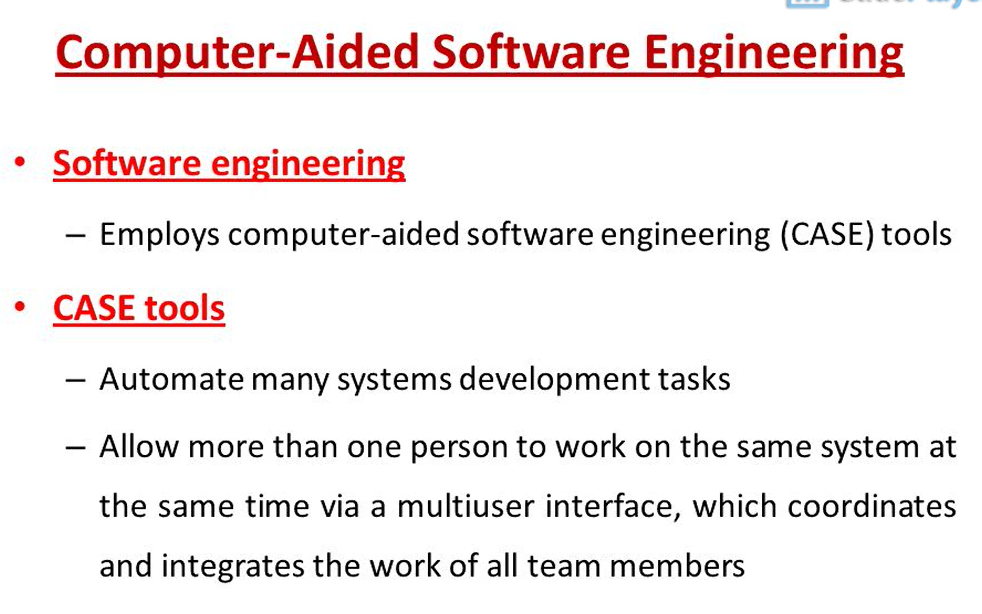 Computer-Aided Software Engineering
• Software engineering
– Employs computer-aided software engineering (CASE) tools
• CASE tools
– Automate many systems development tasks
– Allow more than one person to work on the same system at
the same time via a multiuser interface, which coordinates
and integrates the work of all team members